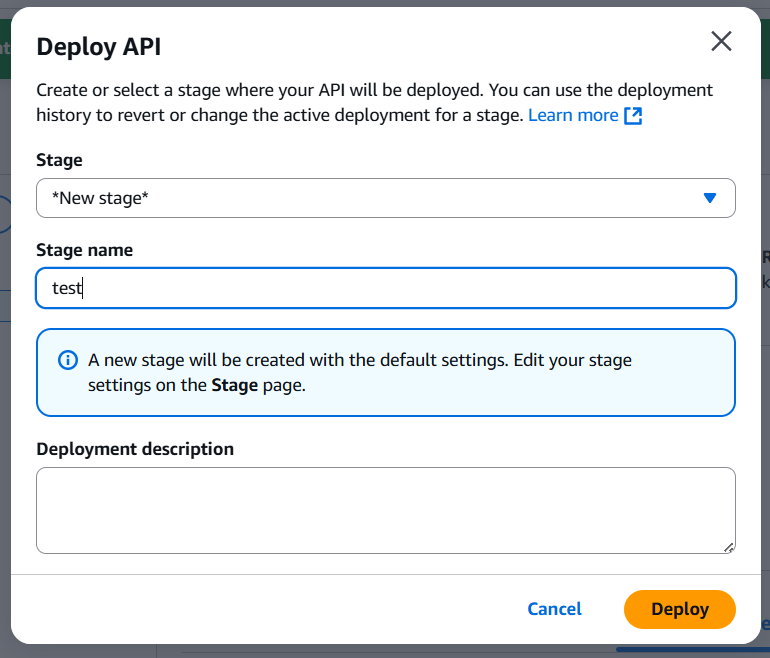 Deploy API
Create or select a stage where your API will be deployed. You can use the deployment
history to revert or change the active deployment for a stage. Learn more
Stage
*New stage*
Stage name
test
A new stage will be created with the default settings. Edit your stage
settings on the Stage page.
Deployment description
Cancel
Deploy